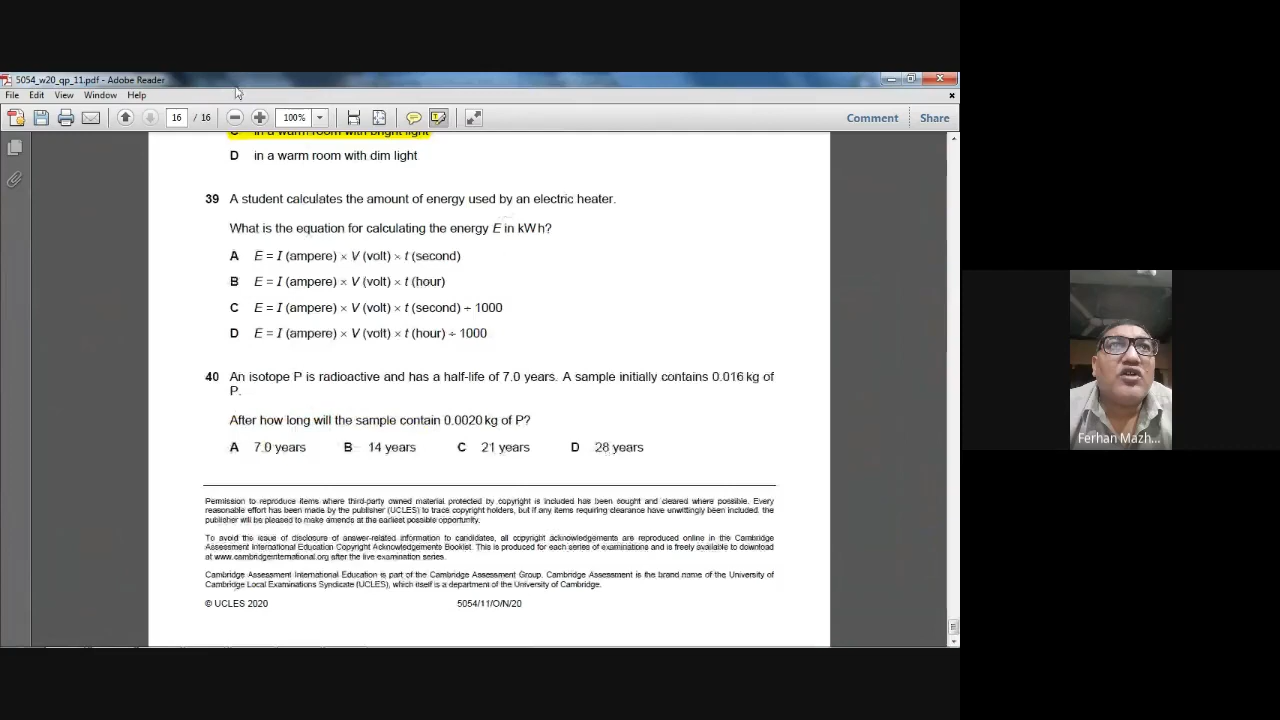 5054_w20_qp_11.pdf - Adobe Reader
File Edit View Window Help
16 / 16 100% Comment Share
C in a warm room with bright light
D in a warm room with dim light
39 A student calculates the amount of energy used by an electric heater.
What is the equation for calculating the energy E in kWh?
A E = I (ampere) × V (volt) × t (second)
B E = I (ampere) × V (volt) × t (hour)
C E = I (ampere) × V (volt) × t (second) ÷ 1000
D E = I (ampere) × V (volt) × t (hour) ÷ 1000
40 An isotope P is radioactive and has a half-life of 7.0 years. A sample initially contains 0.016 kg of
P.
After how long will the sample contain 0.0020 kg of P?
A 7.0 years B 14 years C 21 years D 28 years
Permission to reproduce items where third-party owned material protected by copyright is included has been sought and cleared where possible. Every
reasonable effort has been made by the publisher (UCLES) to trace copyright holders, but if any items requiring clearance have unwittingly been included, the
publisher will be pleased to make amends at the earliest possible opportunity.
To avoid the issue of disclosure of answer-related information to candidates, all copyright acknowledgements are reproduced online in the Cambridge
Assessment International Education Copyright Acknowledgements Booklet. This is produced for each series of examinations and is freely available to download
at www.cambridgeinternational.org after the live examination series.
Cambridge Assessment International Education is part of the Cambridge Assessment Group. Cambridge Assessment is the brand name of the University of
Cambridge Local Examinations Syndicate (UCLES), which itself is a department of the University of Cambridge.
© UCLES 2020 5054/11/O/N/20
Ferhan Mazh...